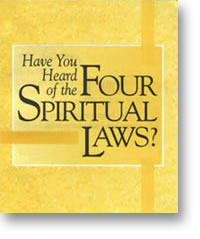 Have You
Heard
of the FOUR
SPIRITUAL
LAWS?